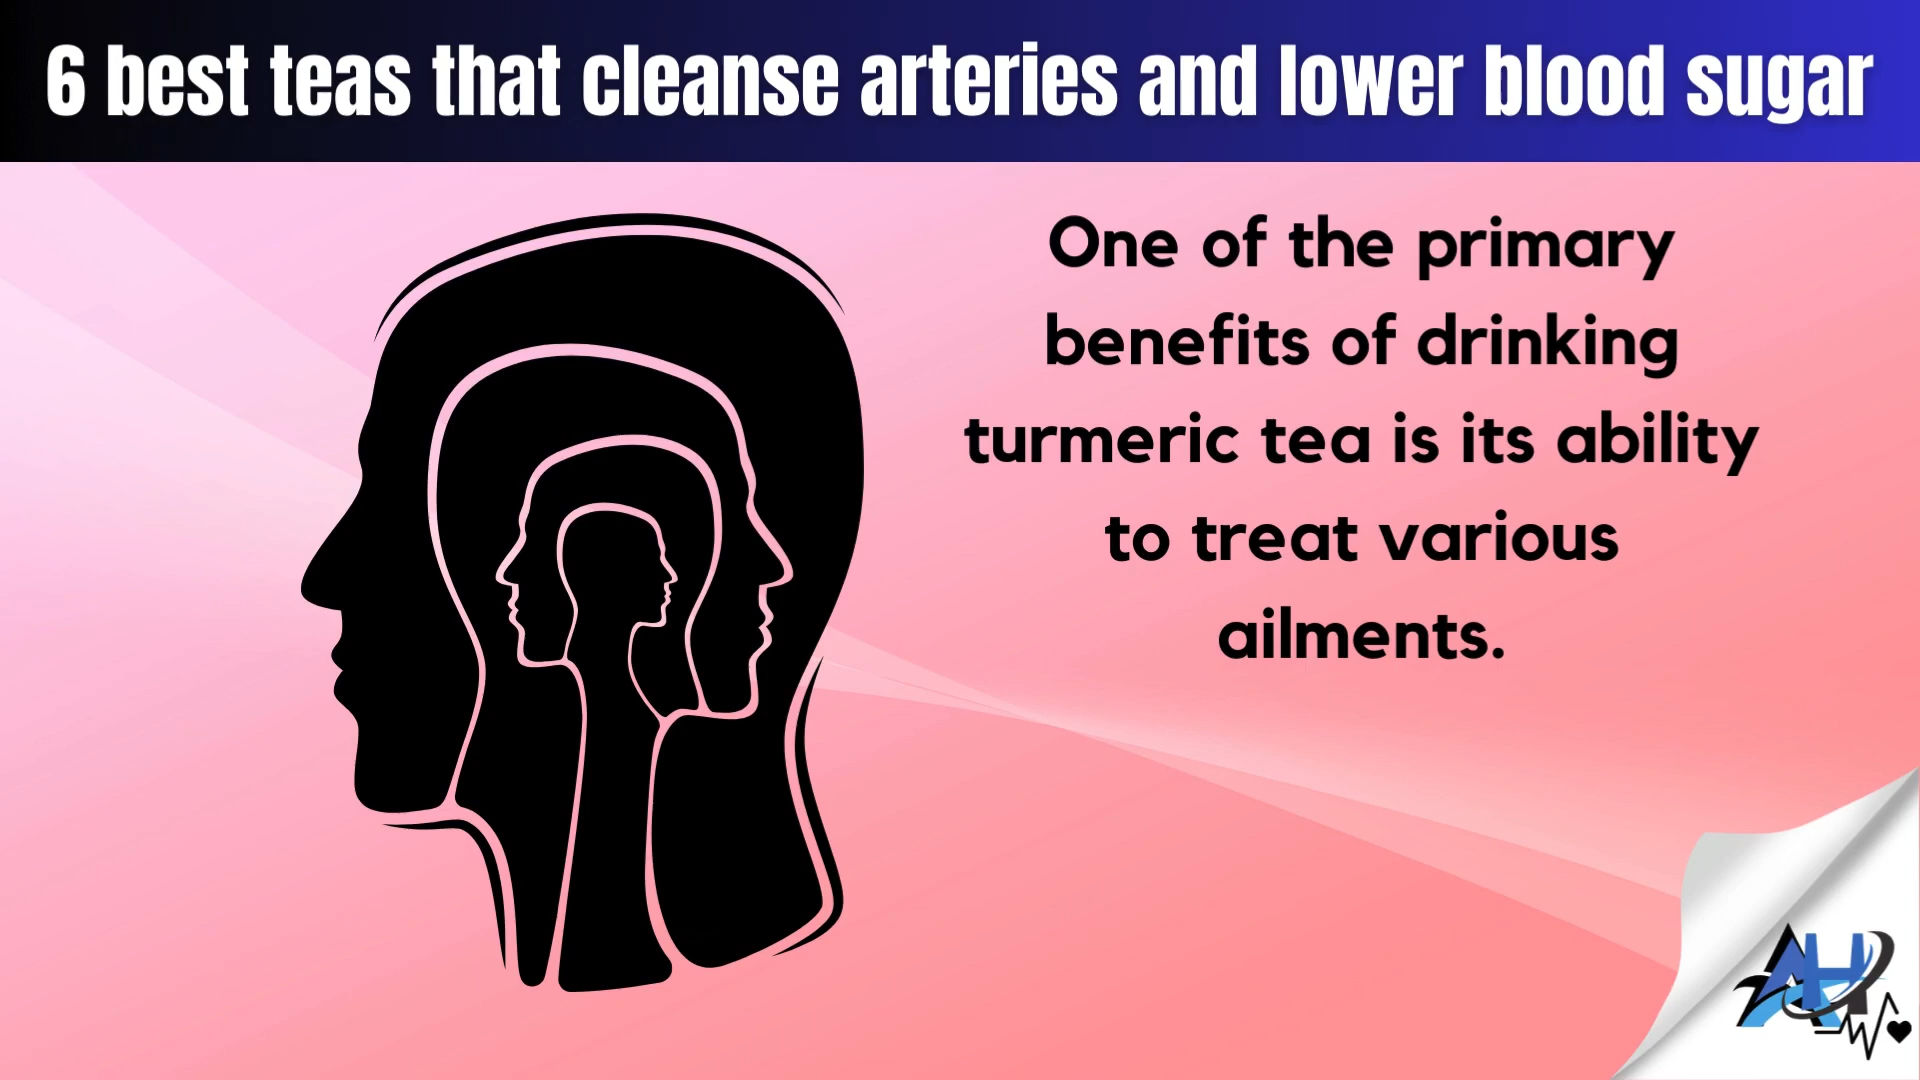 6 best teas that cleanse arteries and lower blood sugar
One of the primary
benefits of drinking
turmeric tea is its ability
to treat various
ailments.
AH